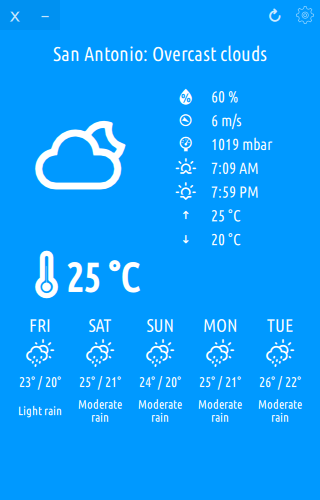 X –
San Antonio: Overcast clouds
60 %
6 m/s
1019 mbar
7:09 AM
7:59 PM
↑ 25 °C
↓ 20 °C
25 °C
FRI SAT SUN MON TUE
23° / 20° 25° / 21° 24° / 20° 25° / 21° 26° / 22°
Light rain Moderate rain Moderate rain Moderate rain Moderate rain